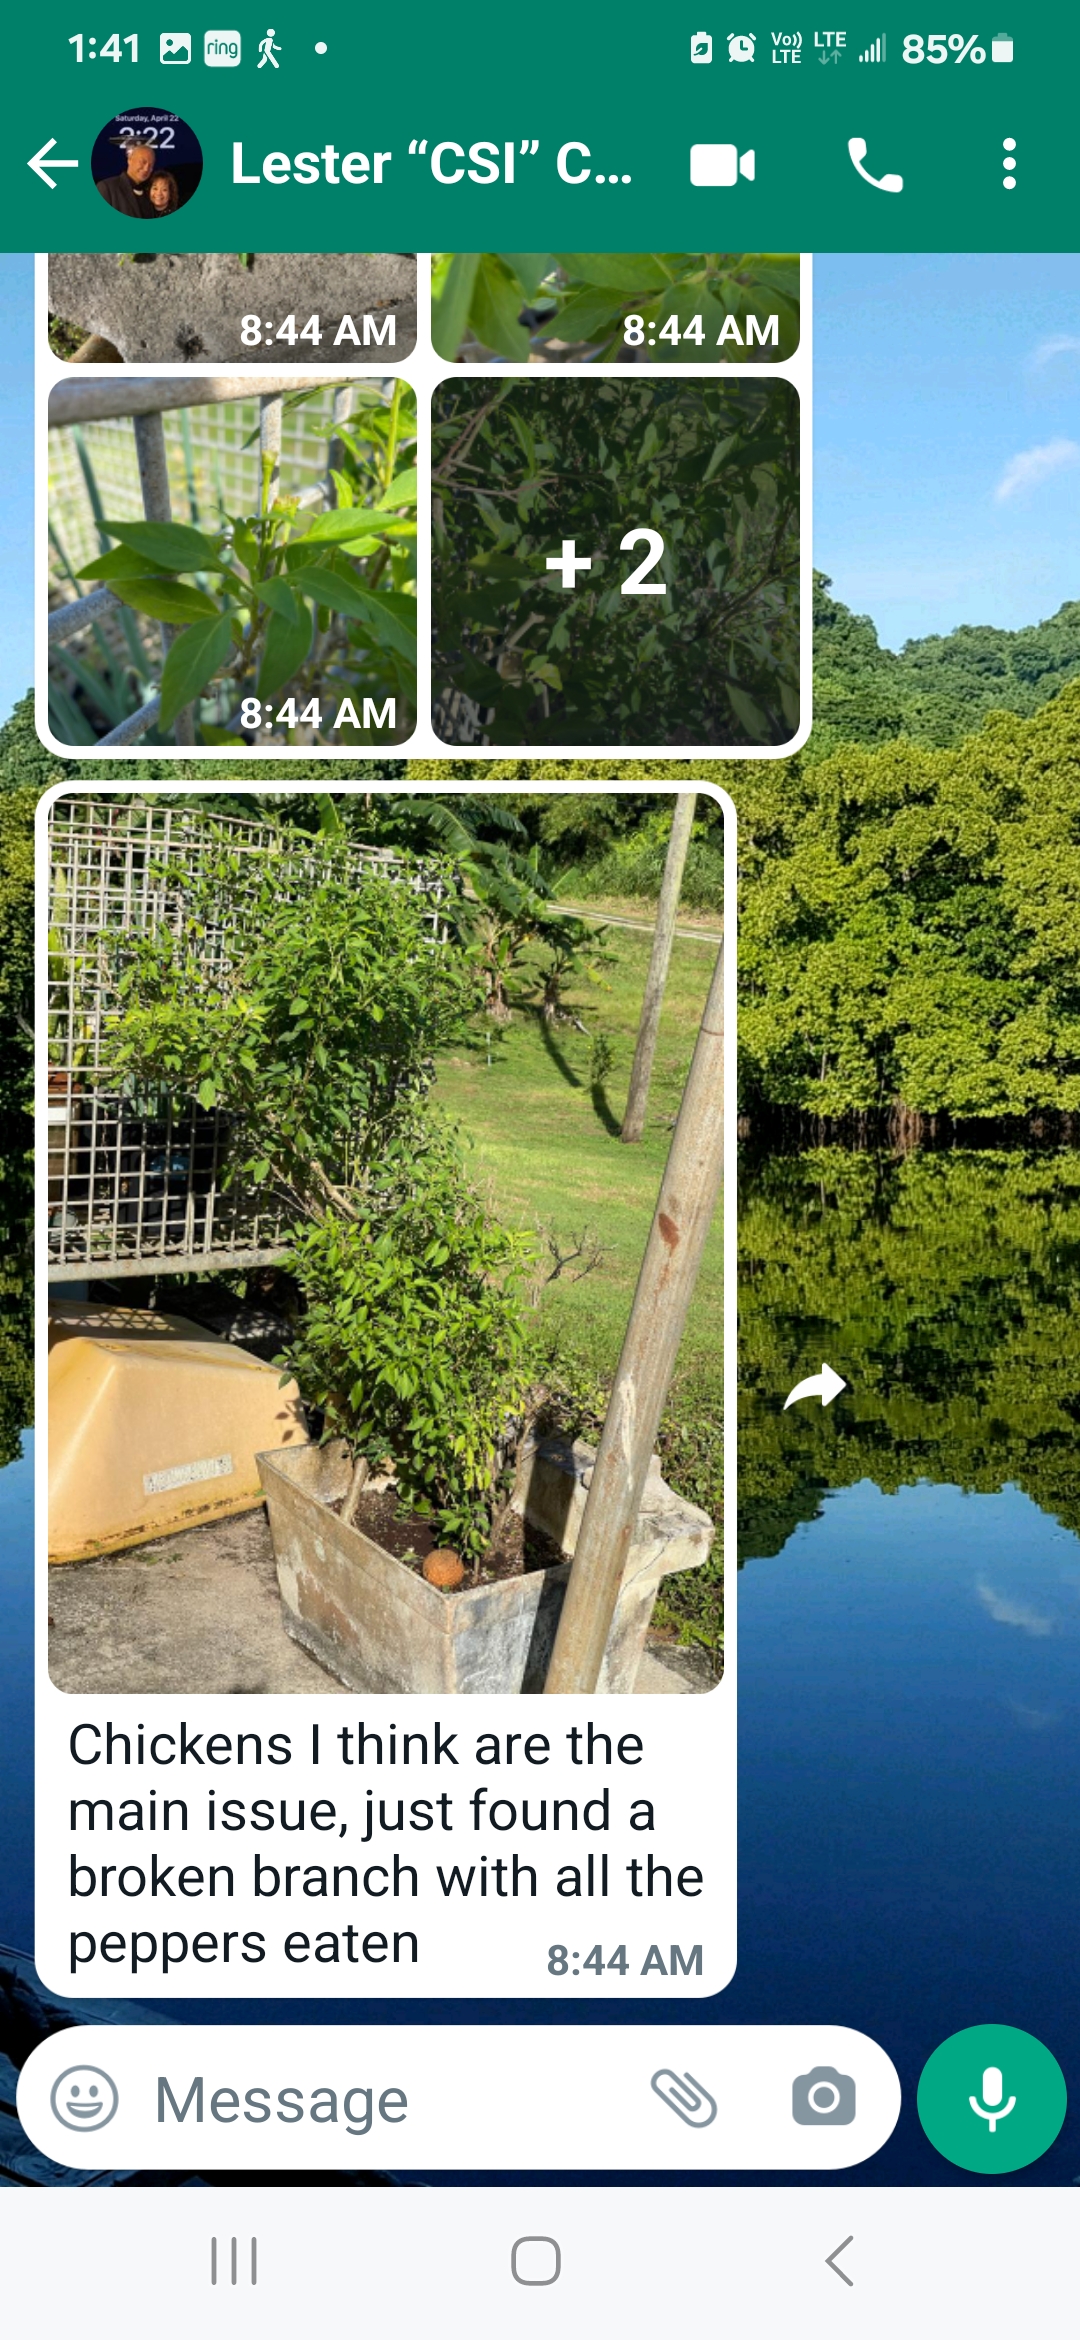 1:41
ring
Vo)) LTE
LTE
85%
Saturday, April 22
2:22
Lester “CSI” C...
8:44 AM
8:44 AM
8:44 AM
+ 2
Chickens I think are the
main issue, just found a
broken branch with all the
peppers eaten
8:44 AM
Message